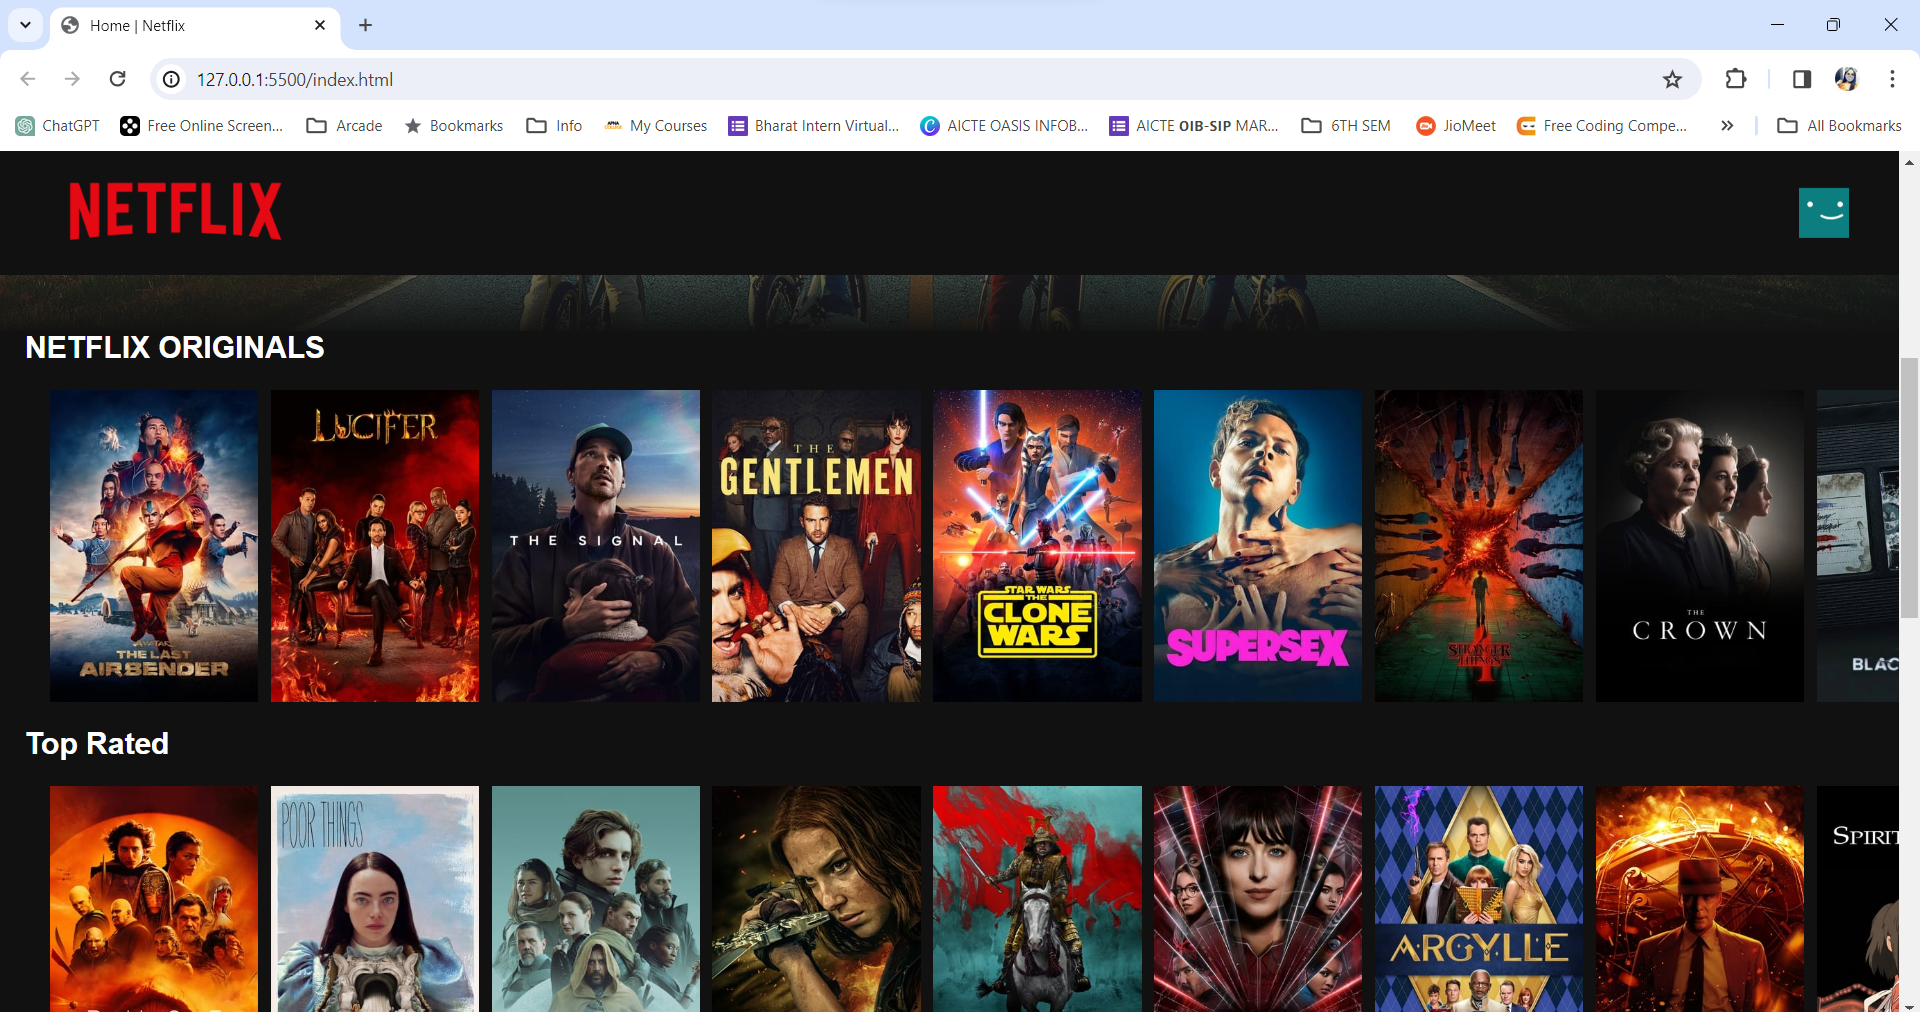 Home | Netflix
127.0.0.1:5500/index.html
ChatGPT
Free Online Screen...
Arcade
Bookmarks
Info
My Courses
Bharat Intern Virtual...
AICTE OASIS INFOB...
AICTE OIB-SIP MAR...
6TH SEM
JioMeet
Free Coding Compe...
All Bookmarks
NETFLIX
NETFLIX ORIGINALS
AVATAR
THE LAST
AIRBENDER
LUCIFER
THE SIGNAL
THE
GENTLEMEN
STAR WARS
THE
CLONE
WARS
SUPERSEX
STRANGER
THINGS
4
THE
CROWN
BLAC
Top Rated
POOR THINGS
ARGYLLE
SPIRIT